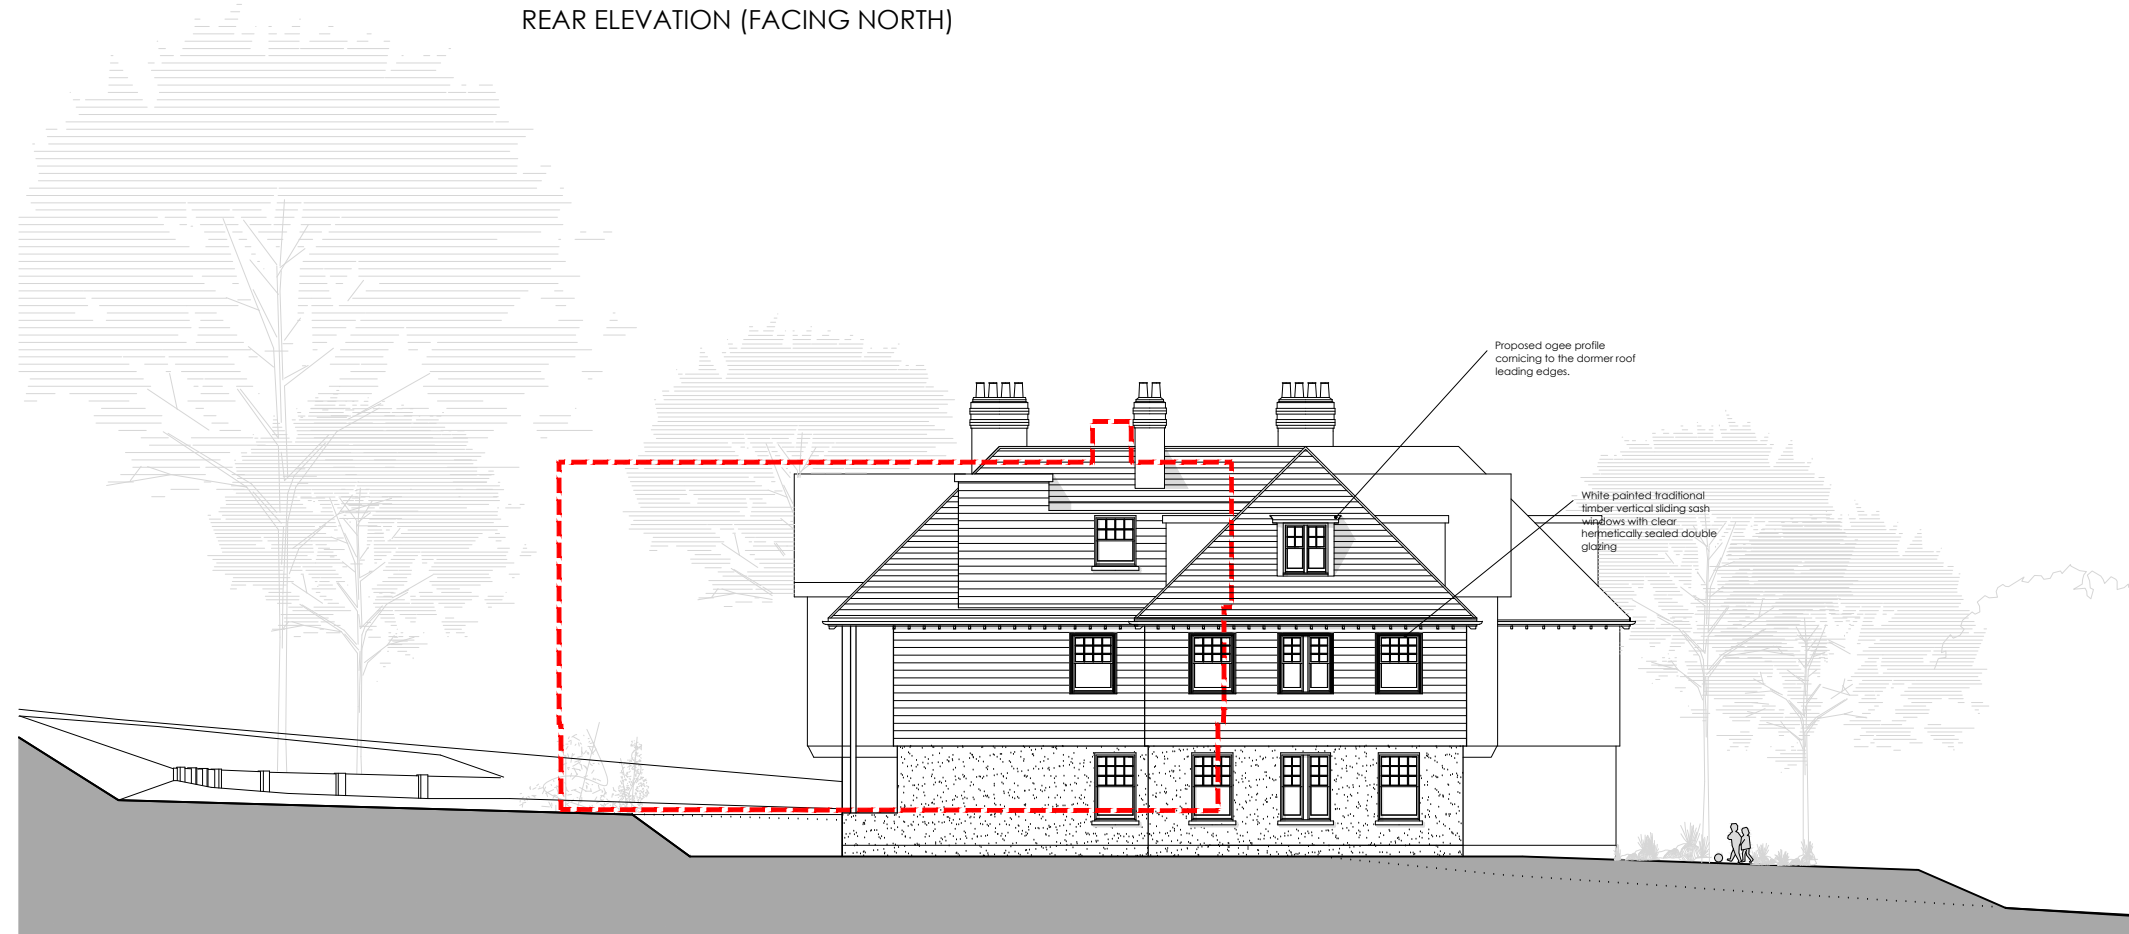 REAR ELEVATION (FACING NORTH)
Proposed ogee profile
cornicing to the dormer roof
leading edges.
White painted traditional
timber vertical sliding sash
windows with clear
hermetically sealed double
glazing